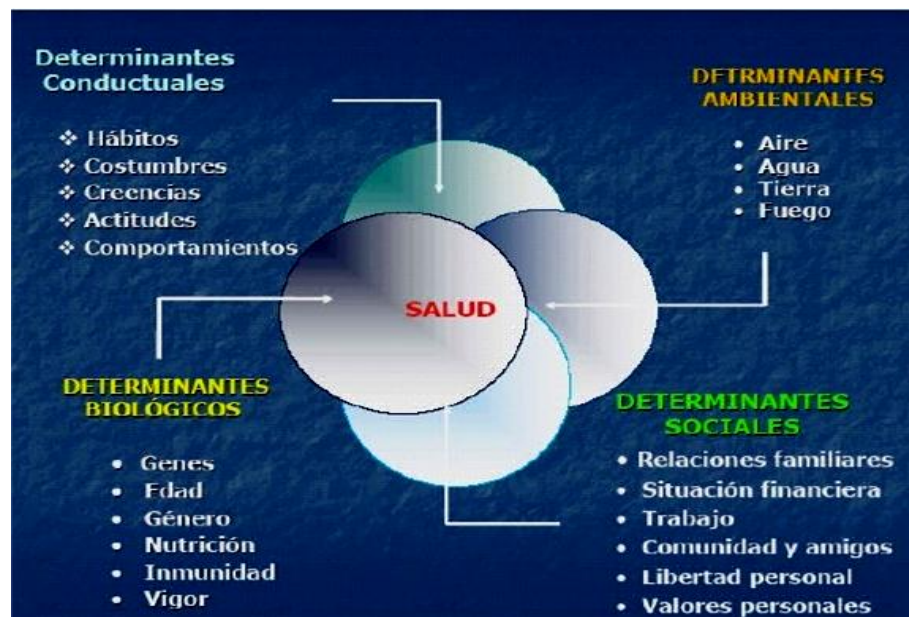 Determinantes
Conductuales
❖ Hábitos
❖ Costumbres
❖ Creencias
❖ Actitudes
❖ Comportamientos
DETRMINANTES
AMBIENTALES
• Aire
• Agua
• Tierra
• Fuego
SALUD
DETERMINANTES
BIOLÓGICOS
• Genes
• Edad
• Género
• Nutrición
• Inmunidad
• Vigor
DETERMINANTES
SOCIALES
• Relaciones familiares
• Situación financiera
• Trabajo
• Comunidad y amigos
• Libertad personal
• Valores personales